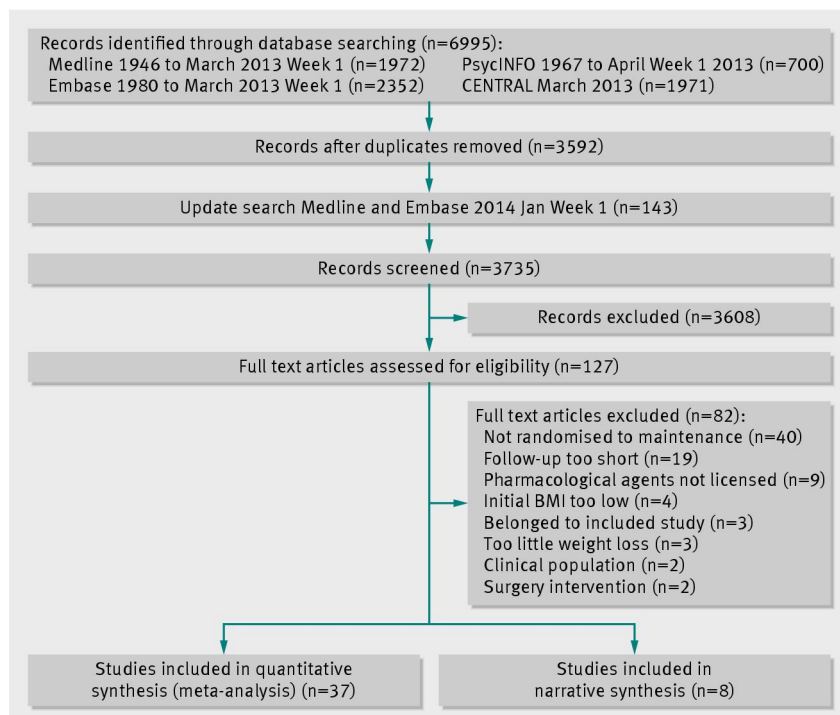 Records identified through database searching (n=6995):
Medline 1946 to March 2013 Week 1 (n=1972) PsycINFO 1967 to April Week 1 2013 (n=700)
Embase 1980 to March 2013 Week 1 (n=2352) CENTRAL March 2013 (n=1971)
Records after duplicates removed (n=3592)
Update search Medline and Embase 2014 Jan Week 1 (n=143)
Records screened (n=3735)
Records excluded (n=3608)
Full text articles assessed for eligibility (n=127)
Full text articles excluded (n=82):
Not randomised to maintenance (n=40)
Follow-up too short (n=19)
Pharmacological agents not licensed (n=9)
Initial BMI too low (n=4)
Belonged to included study (n=3)
Too little weight loss (n=3)
Clinical population (n=2)
Surgery intervention (n=2)
Studies included in quantitative
synthesis (meta-analysis) (n=37)
Studies included in
narrative synthesis (n=8)